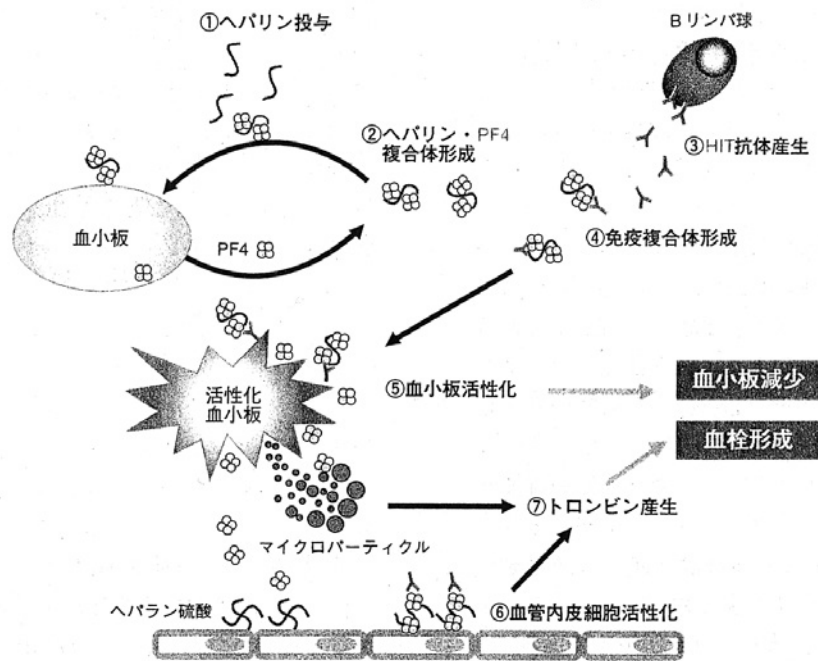 ①ヘパリン投与
Bリンパ球
②ヘパリン・PF4
複合体形成
③HIT抗体産生
血小板
PF4
④免疫複合体形成
活性化
血小板
⑤血小板活性化
血小板減少
血栓形成
⑦トロンビン産生
マイクロパーティクル
ヘパラン硫酸
⑥血管内皮細胞活性化